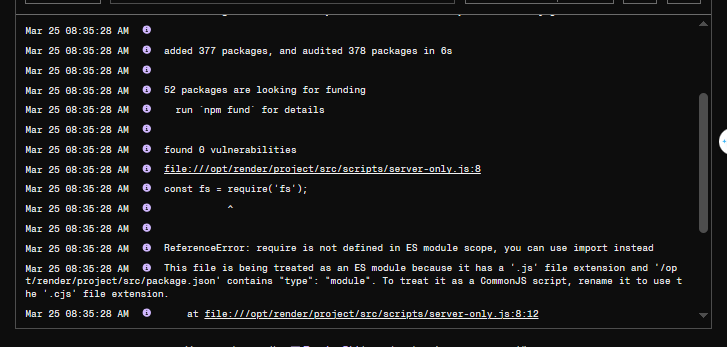 Mar 25 08:35:28 AM
Mar 25 08:35:28 AM added 377 packages, and audited 378 packages in 6s
Mar 25 08:35:28 AM
Mar 25 08:35:28 AM 52 packages are looking for funding
Mar 25 08:35:28 AM run `npm fund` for details
Mar 25 08:35:28 AM
Mar 25 08:35:28 AM found 0 vulnerabilities
Mar 25 08:35:28 AM file:///opt/render/project/src/scripts/server-only.js:8
Mar 25 08:35:28 AM const fs = require('fs');
Mar 25 08:35:28 AM ^
Mar 25 08:35:28 AM
Mar 25 08:35:28 AM ReferenceError: require is not defined in ES module scope, you can use import instead
Mar 25 08:35:28 AM This file is being treated as an ES module because it has a '.js' file extension and '/op
t/render/project/src/package.json' contains "type": "module". To treat it as a CommonJS script, rename it to use t
he '.cjs' file extension.
Mar 25 08:35:28 AM at file:///opt/render/project/src/scripts/server-only.js:8:12